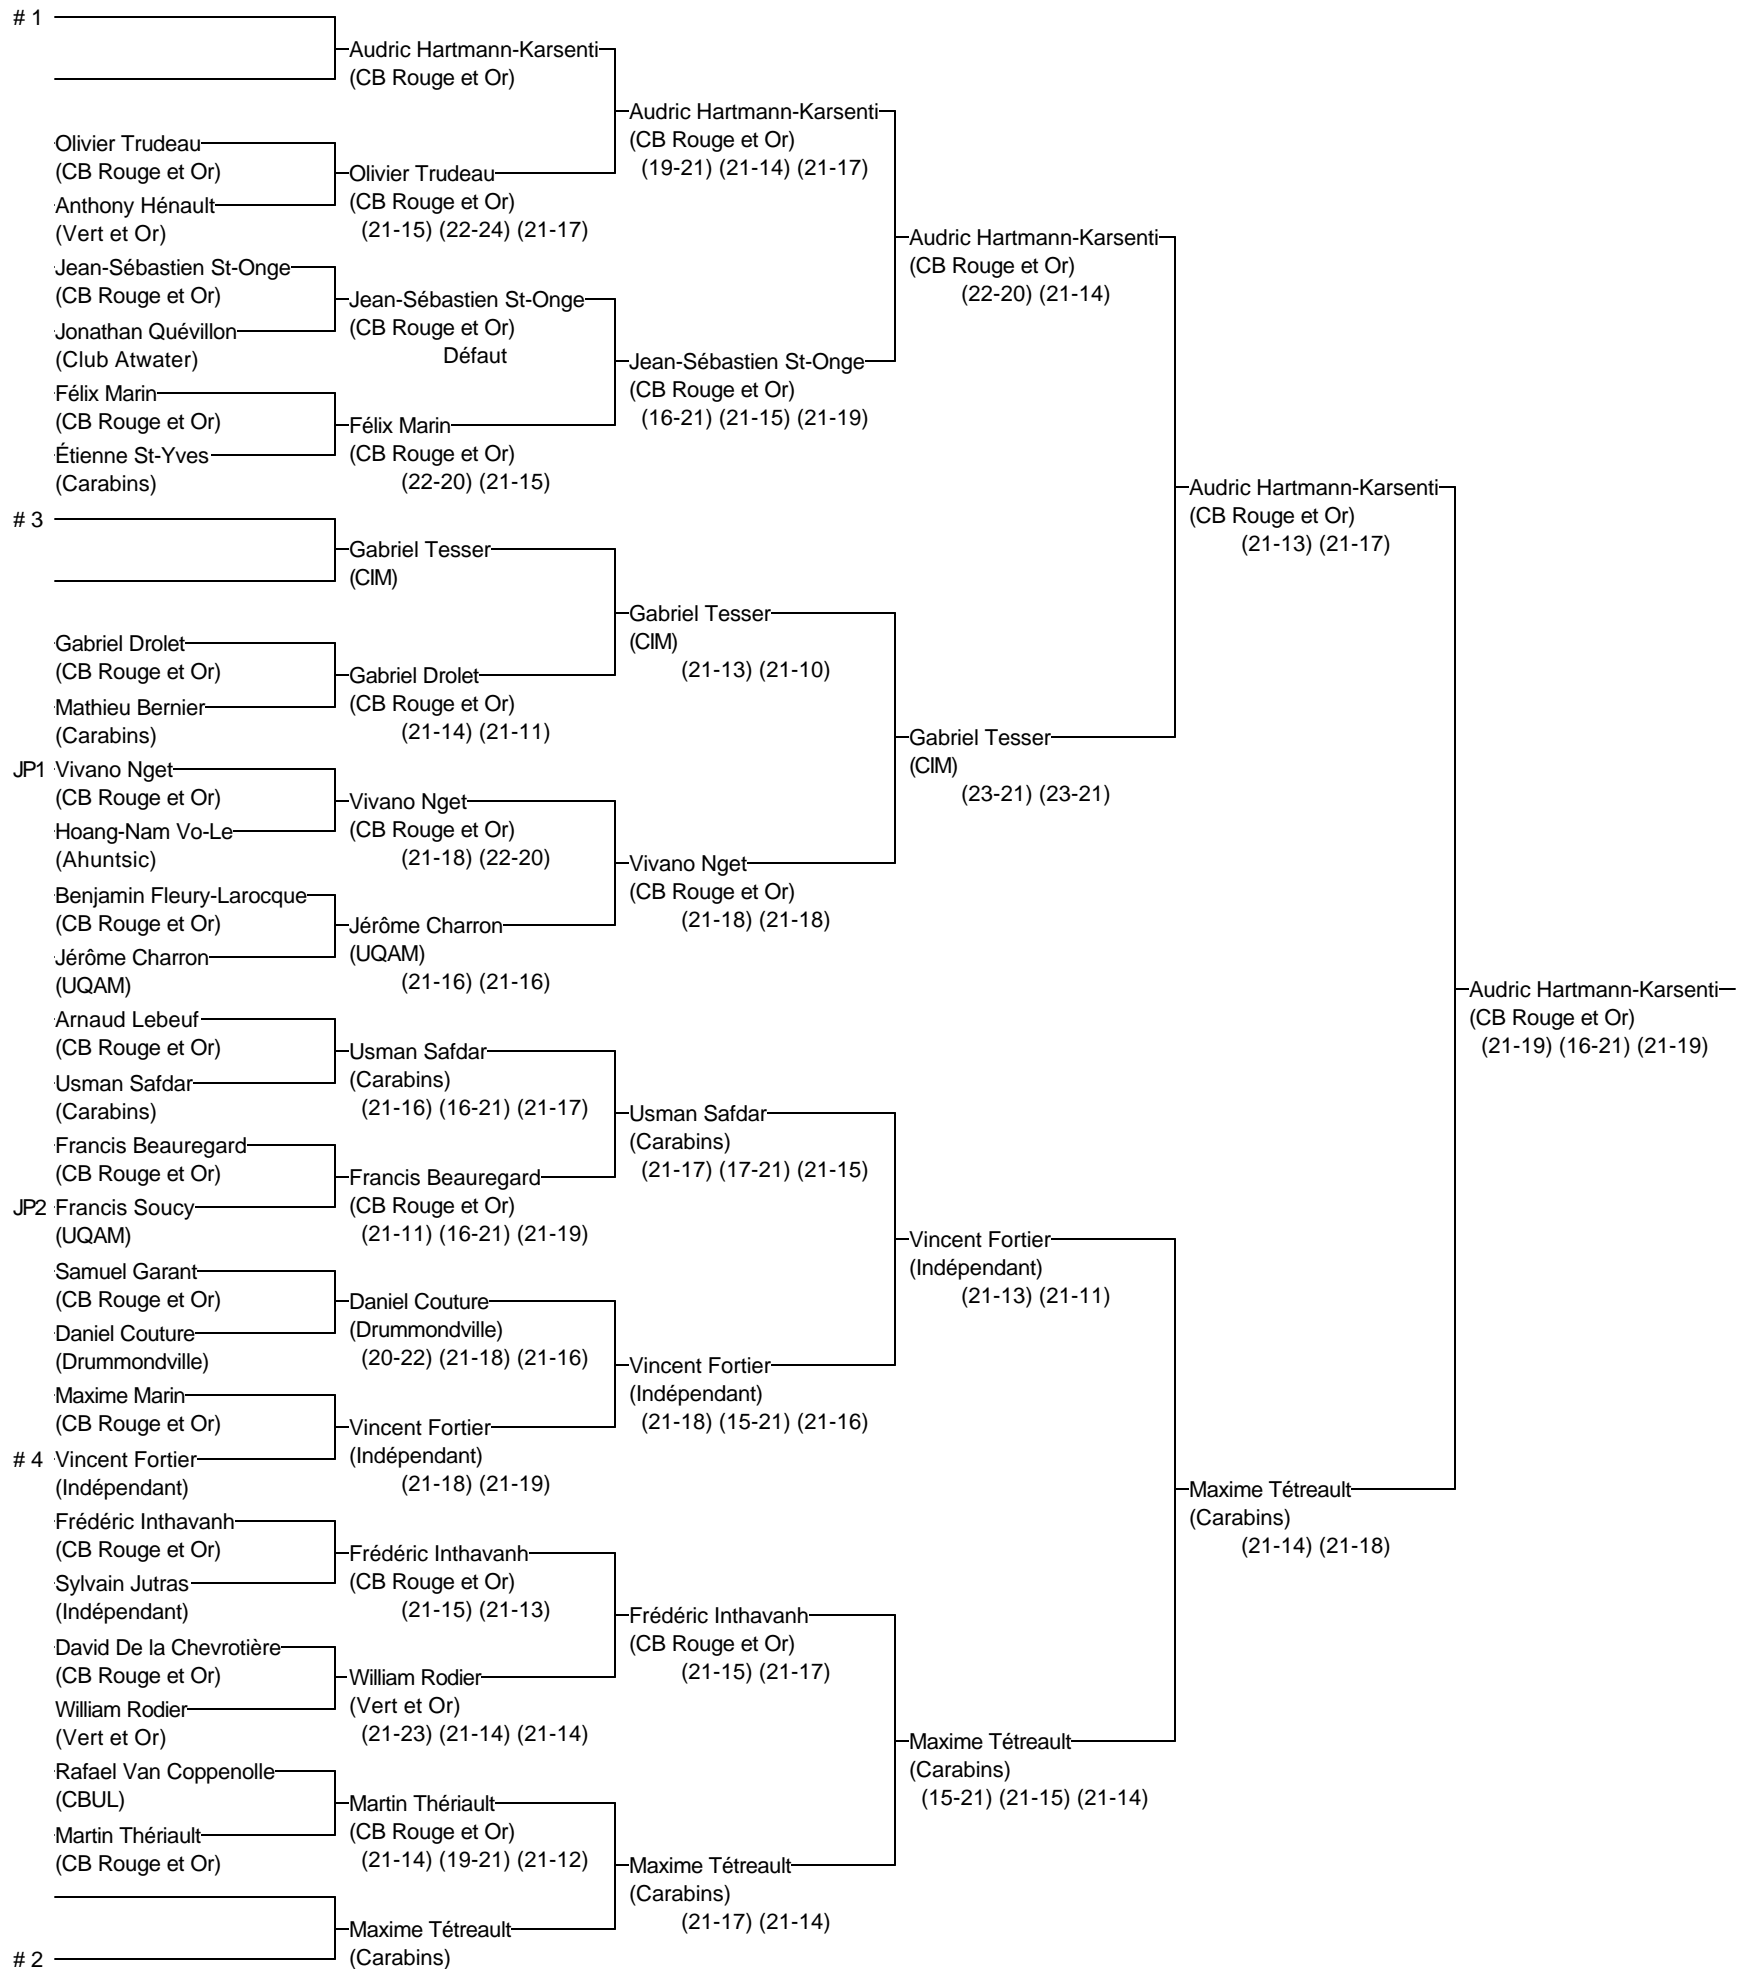 # 1
Audric Hartmann-Karsenti
(CB Rouge et Or)
Audric Hartmann-Karsenti
(CB Rouge et Or)
(19-21) (21-14) (21-17)
Olivier Trudeau
(CB Rouge et Or)
Olivier Trudeau
(CB Rouge et Or)
(21-15) (22-24) (21-17)
Anthony Hénault
(Vert et Or)
Audric Hartmann-Karsenti
(CB Rouge et Or)
(22-20) (21-14)
Jean-Sébastien St-Onge
(CB Rouge et Or)
Jean-Sébastien St-Onge
(CB Rouge et Or)
Défaut
Jonathan Quévillon
(Club Atwater)
Jean-Sébastien St-Onge
(CB Rouge et Or)
(16-21) (21-15) (21-19)
Félix Marin
(CB Rouge et Or)
Félix Marin
(CB Rouge et Or)
(22-20) (21-15)
Étienne St-Yves
(Carabins)
Audric Hartmann-Karsenti
(CB Rouge et Or)
(21-13) (21-17)
# 3
Gabriel Tesser
(CIM)
Gabriel Tesser
(CIM)
(21-13) (21-10)
Gabriel Drolet
(CB Rouge et Or)
Gabriel Drolet
(CB Rouge et Or)
(21-14) (21-11)
Mathieu Bernier
(Carabins)
Gabriel Tesser
(CIM)
(23-21) (23-21)
JP1 Vivano Nget
(CB Rouge et Or)
Vivano Nget
(CB Rouge et Or)
(21-18) (22-20)
Hoang-Nam Vo-Le
(Ahuntsic)
Vivano Nget
(CB Rouge et Or)
(21-18) (21-18)
Benjamin Fleury-Larocque
(CB Rouge et Or)
Jérôme Charron
(UQAM)
(21-16) (21-16)
Jérôme Charron
(UQAM)
Audric Hartmann-Karsenti
(CB Rouge et Or)
(21-19) (16-21) (21-19)
Arnaud Lebeuf
(CB Rouge et Or)
Usman Safdar
(Carabins)
(21-16) (16-21) (21-17)
Usman Safdar
(Carabins)
Usman Safdar
(Carabins)
(21-17) (17-21) (21-15)
Francis Beauregard
(CB Rouge et Or)
Francis Beauregard
(CB Rouge et Or)
(21-11) (16-21) (21-19)
JP2 Francis Soucy
(UQAM)
Vincent Fortier
(Indépendant)
(21-13) (21-11)
Samuel Garant
(CB Rouge et Or)
Daniel Couture
(Drummondville)
(20-22) (21-18) (21-16)
Daniel Couture
(Drummondville)
Vincent Fortier
(Indépendant)
(21-18) (15-21) (21-16)
Maxime Marin
(CB Rouge et Or)
Vincent Fortier
(Indépendant)
(21-18) (21-19)
# 4 Vincent Fortier
(Indépendant)
Maxime Tétreault
(Carabins)
(21-14) (21-18)
Frédéric Inthavanh
(CB Rouge et Or)
Frédéric Inthavanh
(CB Rouge et Or)
(21-15) (21-13)
Sylvain Jutras
(Indépendant)
Frédéric Inthavanh
(CB Rouge et Or)
(21-15) (21-17)
David De la Chevrotière
(CB Rouge et Or)
William Rodier
(Vert et Or)
(21-23) (21-14) (21-14)
William Rodier
(Vert et Or)
Maxime Tétreault
(Carabins)
(15-21) (21-15) (21-14)
Rafael Van Coppenolle
(CBUL)
Martin Thériault
(CB Rouge et Or)
(21-14) (19-21) (21-12)
Martin Thériault
(CB Rouge et Or)
Maxime Tétreault
(Carabins)
(21-17) (21-14)
Maxime Tétreault
(Carabins)
# 2